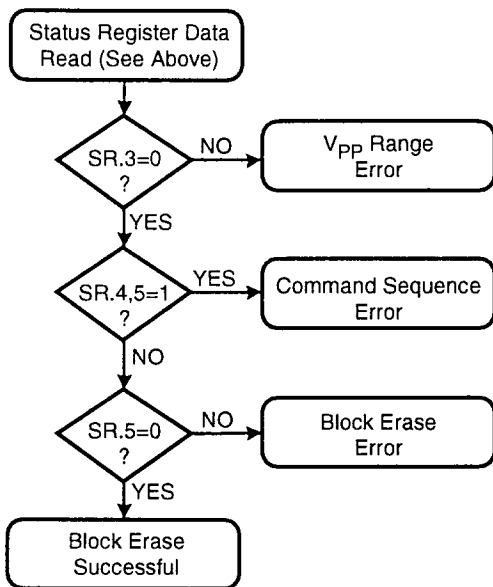 Status Register Data
Read (See Above)
SR.3=0
?
NO
V_PP Range
Error
YES
SR.4,5=1
?
YES
Command Sequence
Error
NO
SR.5=0
?
NO
Block Erase
Error
YES
Block Erase
Successful